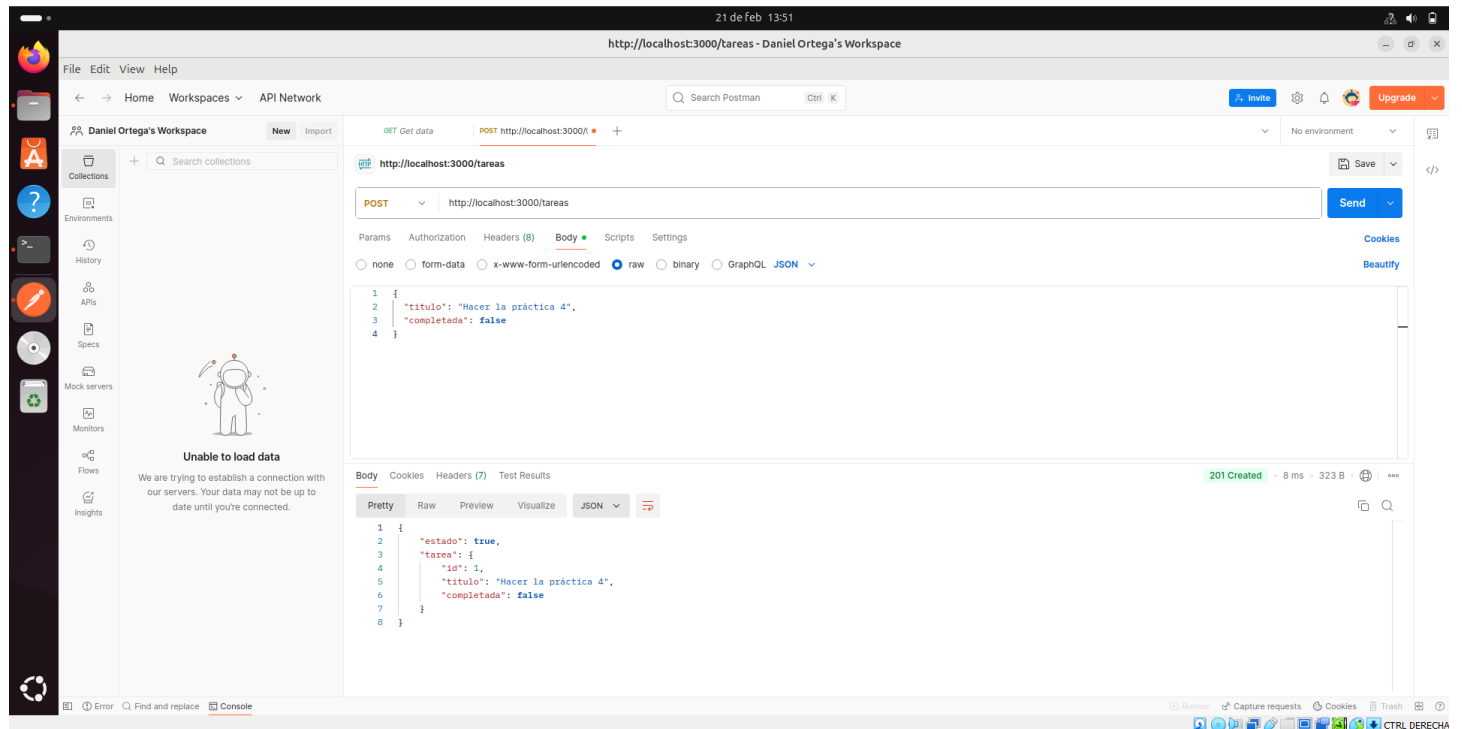 21 de feb 13:51
http://localhost:3000/tareas - Daniel Ortega's Workspace
File Edit View Help
Home Workspaces API Network
Search Postman Ctrl K
Invite
Upgrade
Daniel Ortega's Workspace New Import
GET Get data
POST http://localhost:3000/t
No environment
Collections
Search collections
HTTP http://localhost:3000/tareas
Save
Environments
POST http://localhost:3000/tareas
Send
Params Authorization Headers (8) Body Scripts Settings
Cookies
History
none form-data x-www-form-urlencoded raw binary GraphQL JSON
Beautify
APIs
1 {
2 "titulo": "Hacer la práctica 4",
3 "completada": false
4 }
Specs
Mock servers
Monitors
Flows
Insights
Unable to load data
We are trying to establish a connection with
our servers. Your data may not be up to
date until you're connected.
Body Cookies Headers (7) Test Results
201 Created 8 ms 323 B
Pretty Raw Preview Visualize JSON
1 {
2 "estado": true,
3 "tarea": {
4 "id": 1,
5 "titulo": "Hacer la práctica 4",
6 "completada": false
7 }
8 }
Error Find and replace Console
Runner Capture requests Cookies Trash
CTRL DERECHA